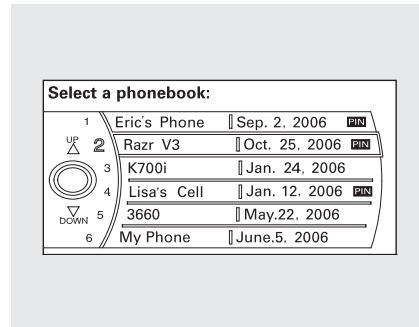 Select a phonebook:
1 Eric's Phone Sep. 2, 2006 PIN
UP 2 Razr V3 Oct. 25, 2006 PIN
3 K700i Jan. 24, 2006
4 Lisa's Cell Jan. 12, 2006 PIN
DOWN 5 3660 May.22, 2006
6 My Phone June.5, 2006